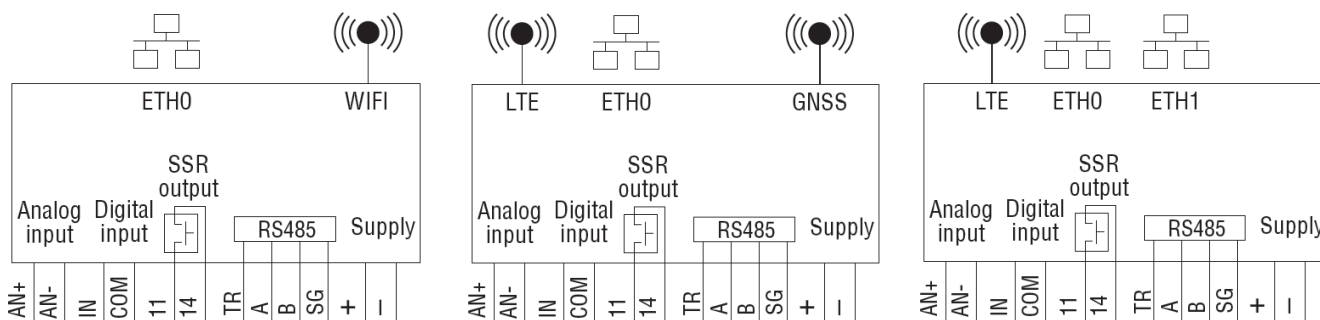 ETH0 WIFI
SSR
output
Analog Digital
input input
RS485 Supply
AN+ AN- IN COM 11 14 TR A B SG + –
LTE ETH0 GNSS
SSR
output
Analog Digital
input input
RS485 Supply
AN+ AN- IN COM 11 14 TR A B SG + –
LTE ETH0 ETH1
SSR
output
Analog Digital
input input
RS485 Supply
AN+ AN- IN COM 11 14 TR A B SG + –